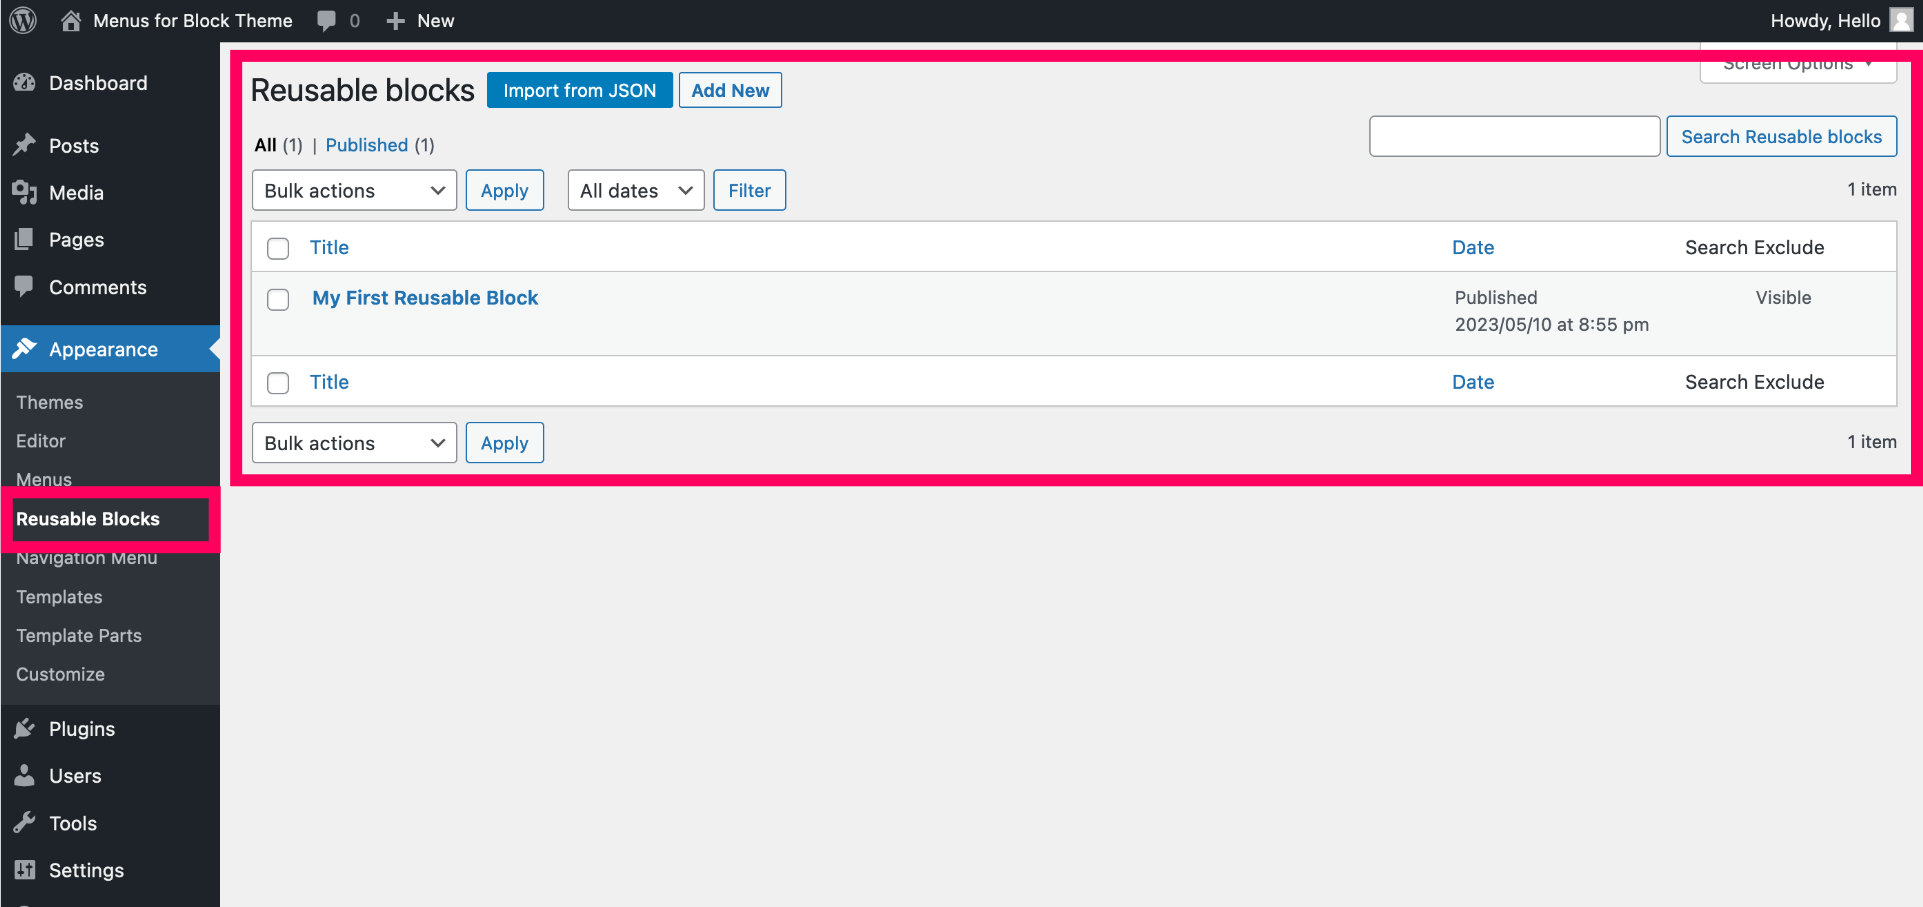 Menus for Block Theme 0 New Howdy, Hello
Dashboard
Posts
Media
Pages
Comments
Appearance
Themes
Editor
Menus
Reusable Blocks
Navigation Menu
Templates
Template Parts
Customize
Plugins
Users
Tools
Settings
Screen Options
Reusable blocks Import from JSON Add New
All (1) | Published (1)
Search Reusable blocks
Bulk actions Apply All dates Filter 1 item
Title Date Search Exclude
My First Reusable Block Published Visible
2023/05/10 at 8:55 pm
Title Date Search Exclude
Bulk actions Apply 1 item